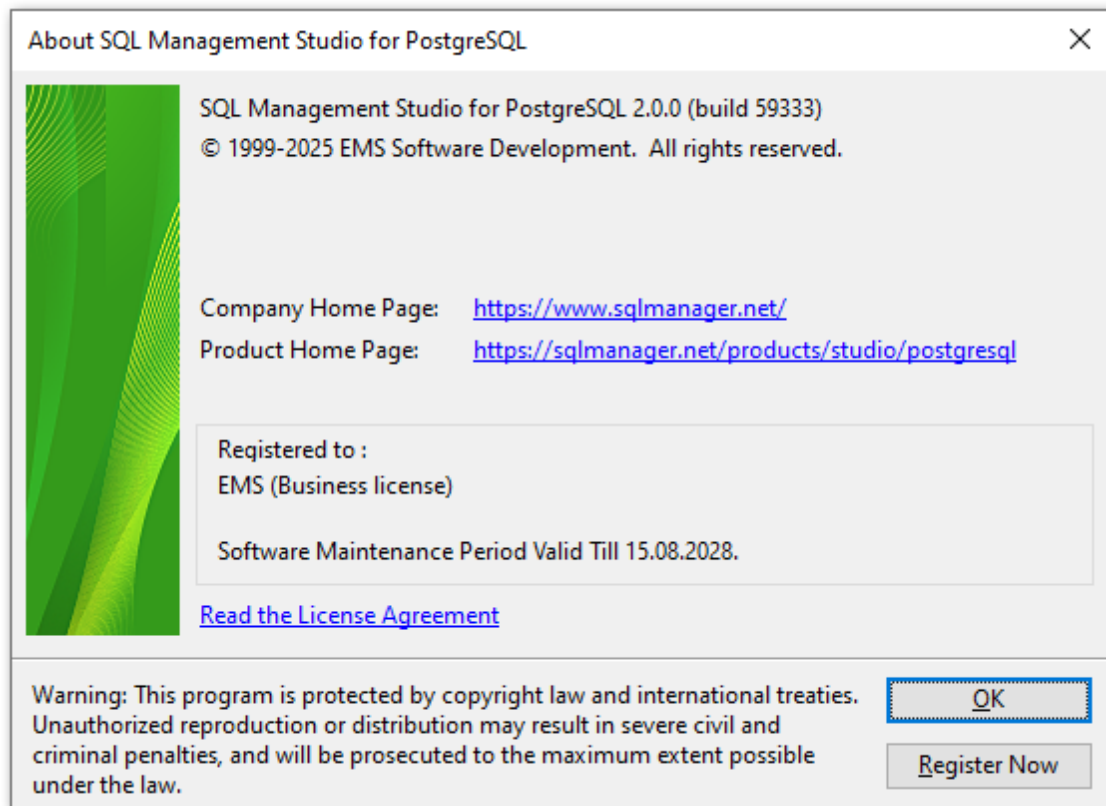 About SQL Management Studio for PostgreSQL
SQL Management Studio for PostgreSQL 2.0.0 (build 59333)
© 1999-2025 EMS Software Development.  All rights reserved.
Company Home Page: https://www.sqlmanager.net/
Product Home Page: https://sqlmanager.net/products/studio/postgresql
Registered to :
EMS (Business license)
Software Maintenance Period Valid Till 15.08.2028.
Read the License Agreement
Warning: This program is protected by copyright law and international treaties.
Unauthorized reproduction or distribution may result in severe civil and
criminal penalties, and will be prosecuted to the maximum extent possible
under the law.
OK
Register Now